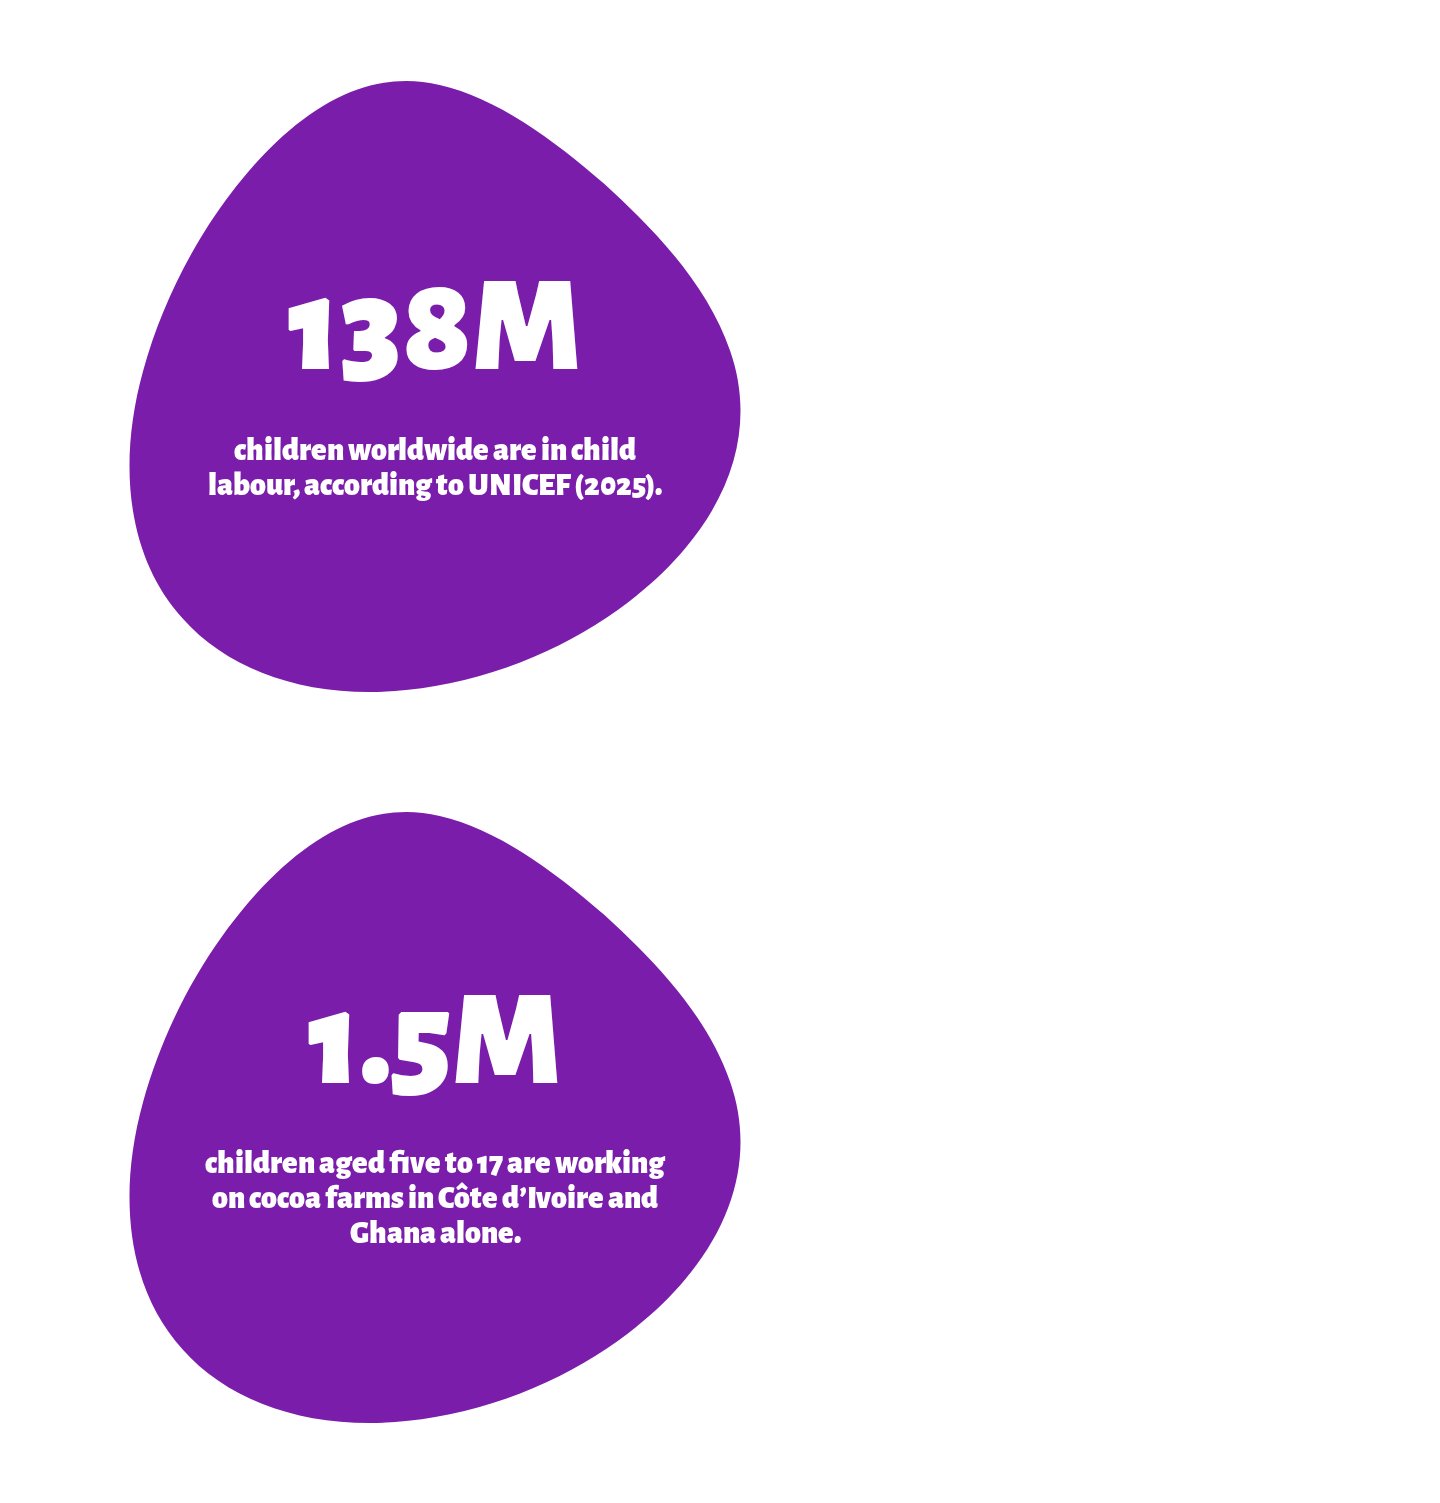 138M
children worldwide are in child
labour, according to UNICEF (2025).
1.5M
children aged five to 17 are working
on cocoa farms in Côte d’Ivoire and
Ghana alone.